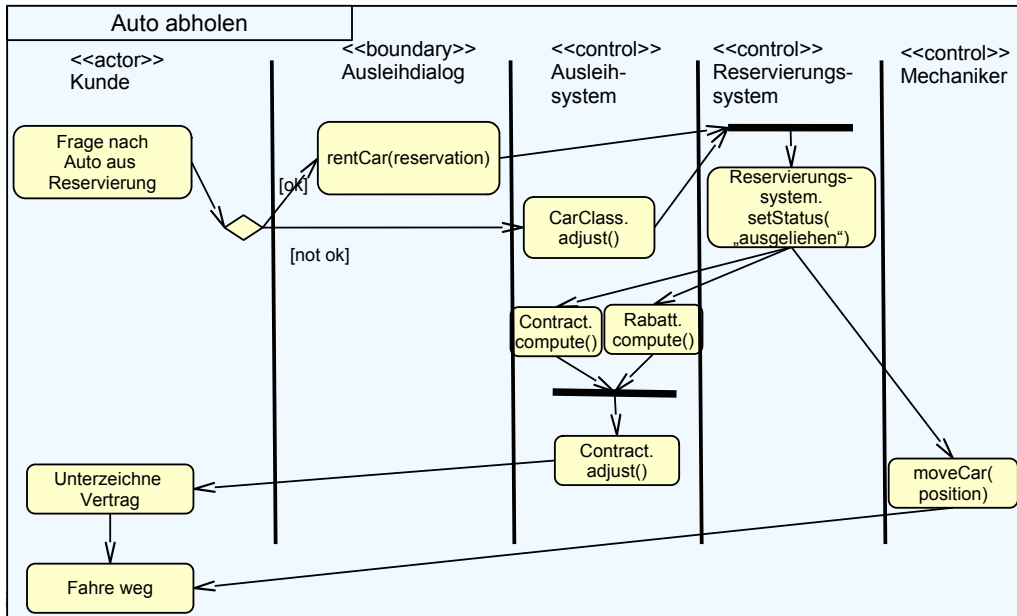 Auto abholen
<<actor>>
Kunde
<<boundary>>
Ausleihdialog
<<control>>
Ausleih-
system
<<control>>
Reservierungs-
system
<<control>>
Mechaniker
Frage nach
Auto aus
Reservierung
[ok]
rentCar(reservation)
[not ok]
CarClass.
adjust()
Reservierungs-
system.
setStatus(
„ausgeliehen“)
Contract.
compute()
Rabatt.
compute()
Contract.
adjust()
Unterzeichne
Vertrag
moveCar(
position)
Fahre weg